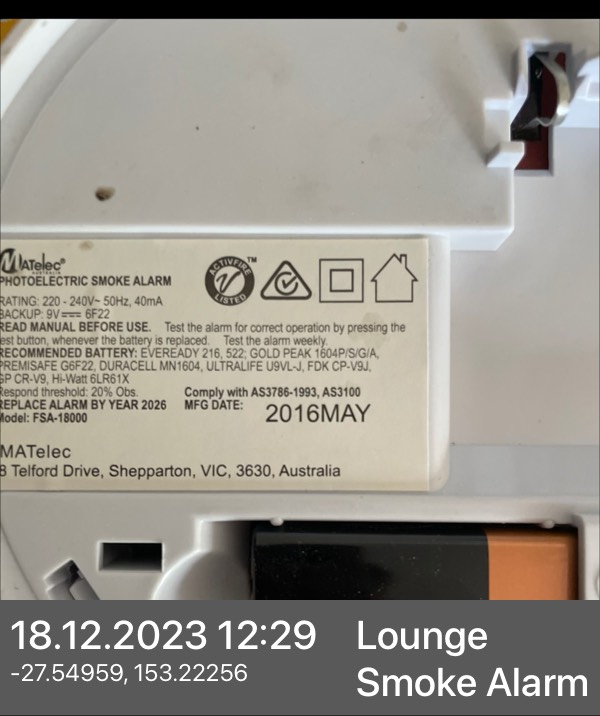 MATelec®
AUSTRALIA
PHOTOELECTRIC SMOKE ALARM
ACTIVFIRE™
LISTED
RATING: 220 - 240V~ 50Hz, 40mA
BACKUP: 9V 6F22
READ MANUAL BEFORE USE. Test the alarm for correct operation by pressing the
est button, whenever the battery is replaced. Test the alarm weekly.
RECOMMENDED BATTERY: EVEREADY 216, 522; GOLD PEAK 1604P/S/G/A,
PREMISAFE G6F22, DURACELL MN1604, ULTRALIFE U9VL-J, FDK CP-V9J,
GP CR-V9, Hi-Watt 6LR61X
Respond threshold: 20% Obs. Comply with AS3786-1993, AS3100
REPLACE ALARM BY YEAR 2026 MFG DATE: 2016MAY
Model: FSA-18000
MATelec
8 Telford Drive, Shepparton, VIC, 3630, Australia
18.12.2023 12:29
-27.54959, 153.22256
Lounge
Smoke Alarm